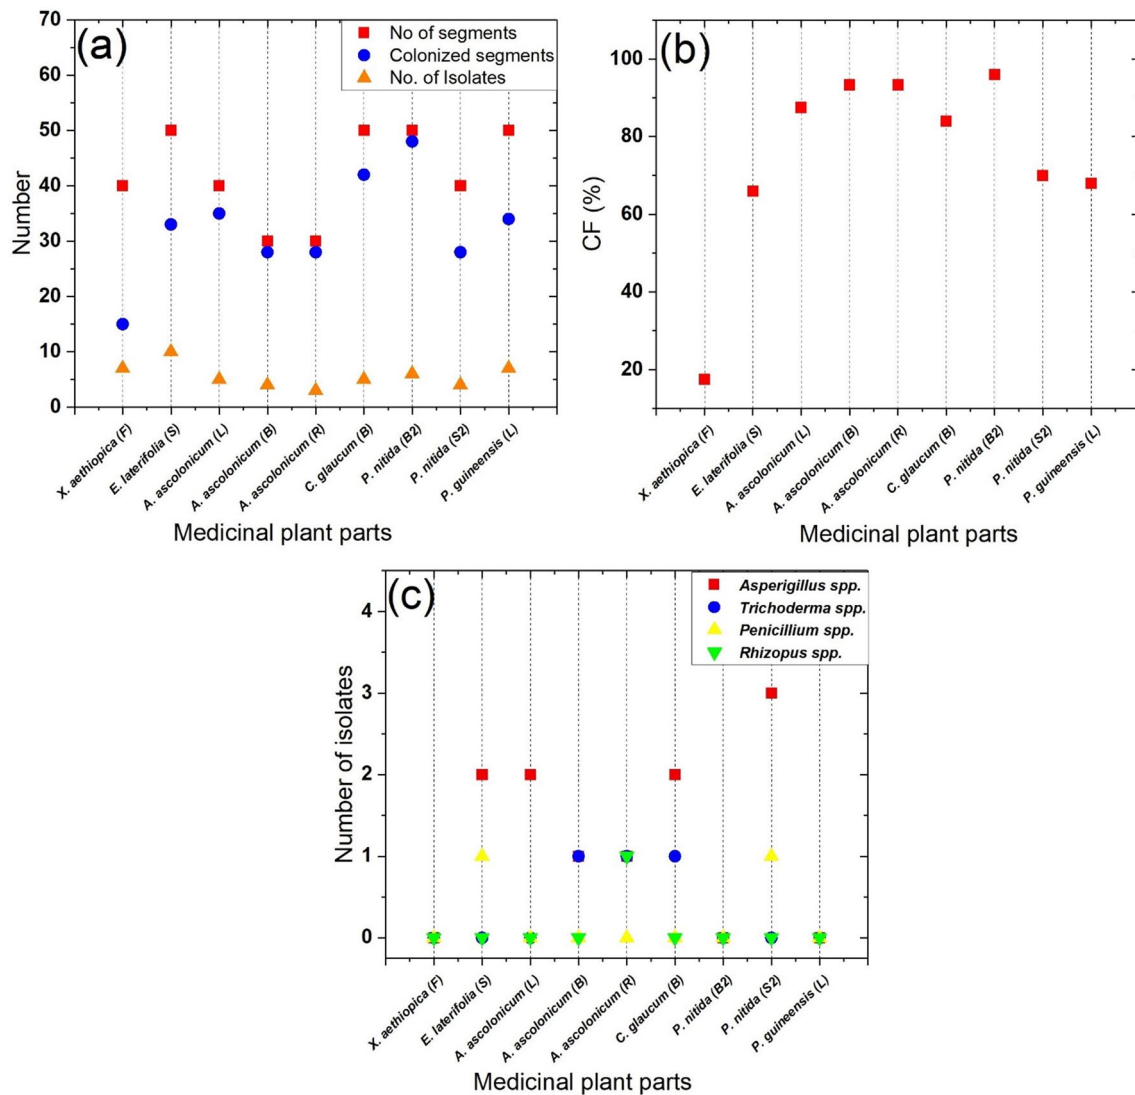 (a)
No of segments
Colonized segments
No. of Isolates
70
60
50
40
30
20
10
0
Number
X. aethiopica (F)
E. laterifolia (S)
A. ascolonicum (L)
A. ascolonicum (B)
A. ascolonicum (R)
C. glaucum (B)
P. nitida (B2)
P. nitida (S2)
P. guineensis (L)
Medicinal plant parts
(b)
100
80
60
40
20
CF (%)
X. aethiopica (F)
E. laterifolia (S)
A. ascolonicum (L)
A. ascolonicum (B)
A. ascolonicum (R)
C. glaucum (B)
P. nitida (B2)
P. nitida (S2)
P. guineensis (L)
Medicinal plant parts
(c)
Asperigillus spp.
Trichoderma spp.
Penicillium spp.
Rhizopus spp.
4
3
2
1
0
Number of isolates
X. aethiopica (F)
E. laterifolia (S)
A. ascolonicum (L)
A. ascolonicum (B)
A. ascolonicum (R)
C. glaucum (B)
P. nitida (B2)
P. nitida (S2)
P. guineensis (L)
Medicinal plant parts